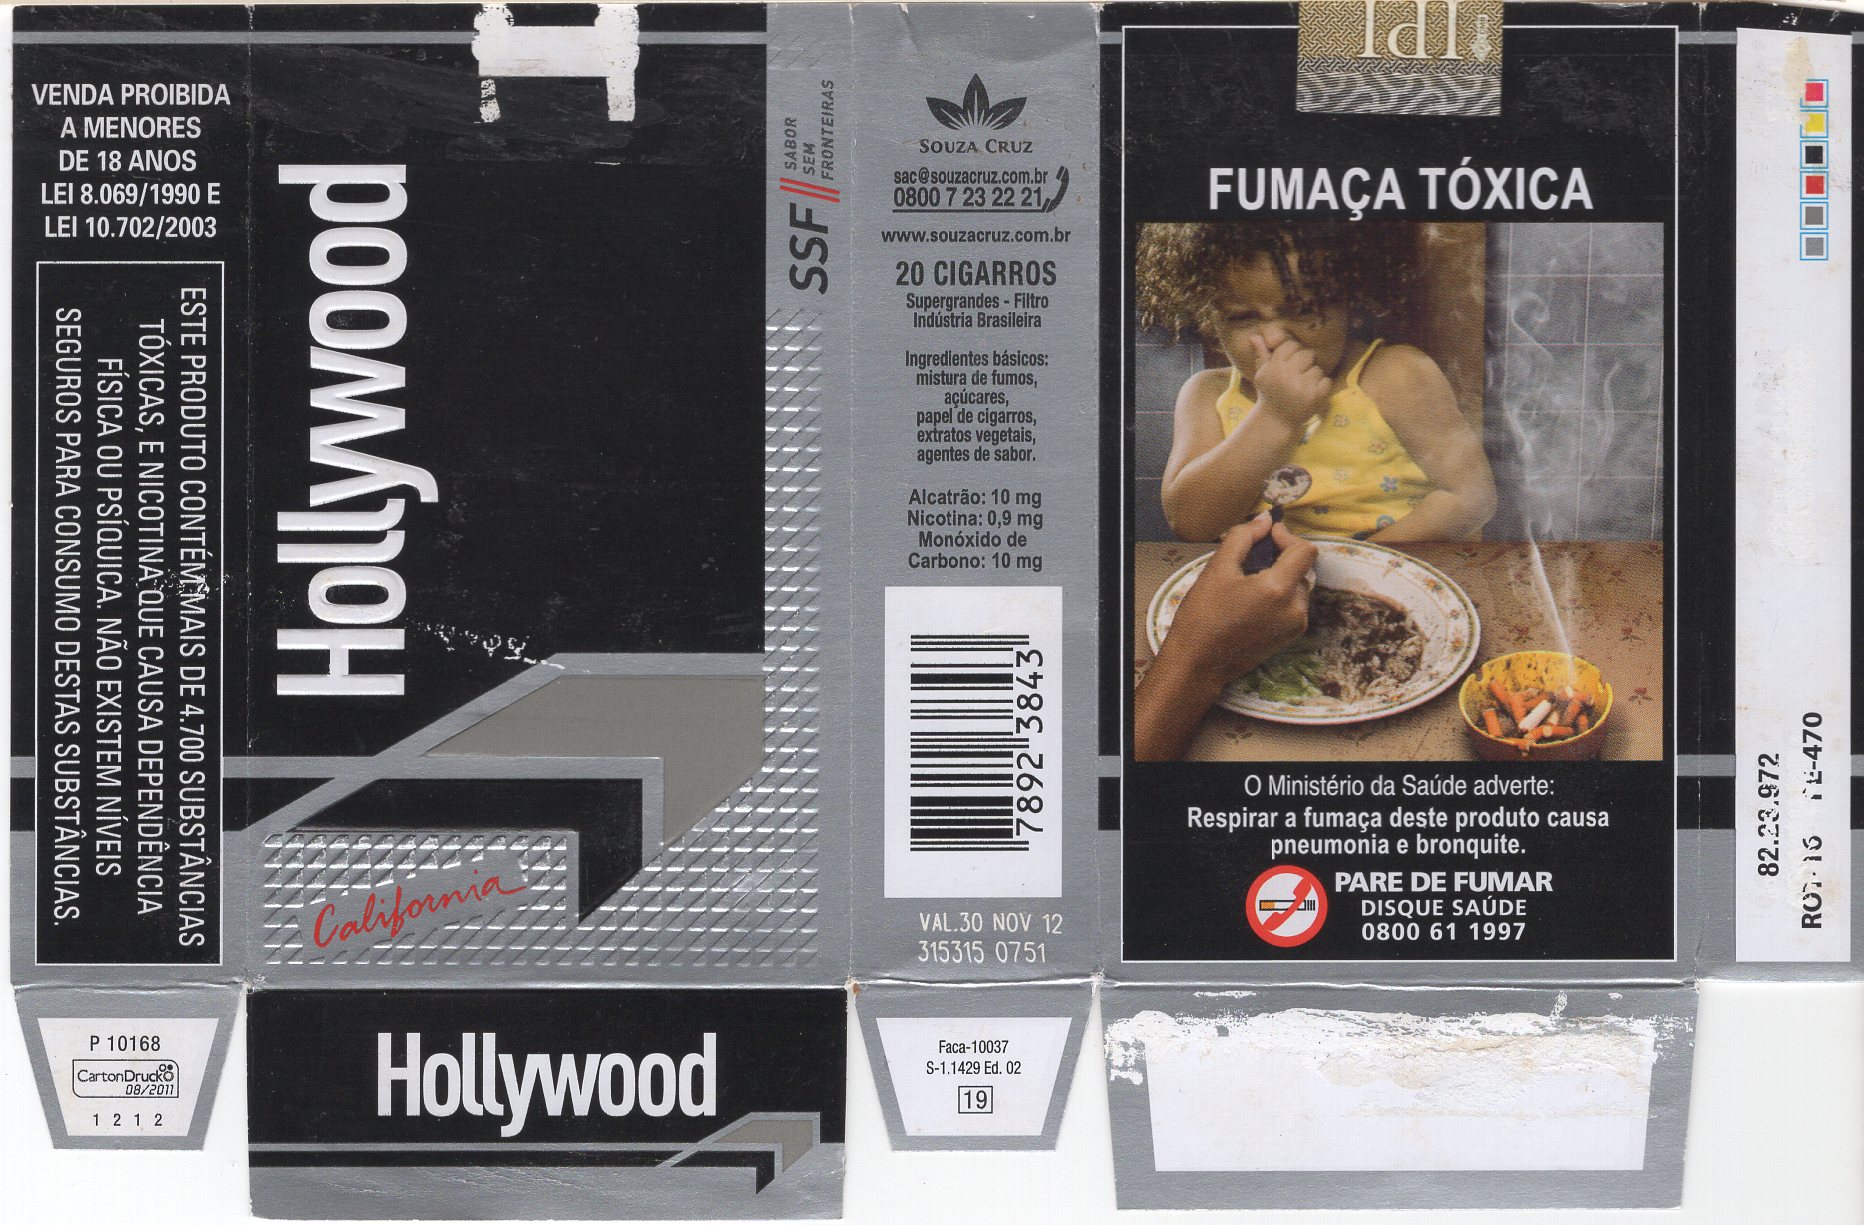 VENDA PROIBIDA
A MENORES
DE 18 ANOS
LEI 8.069/1990 E
LEI 10.702/2003
ESTE PRODUTO CONTÉM MAIS DE 4.700 SUBSTÂNCIAS
TÓXICAS, E NICOTINA QUE CAUSA DEPENDÊNCIA
FÍSICA OU PSÍQUICA. NÃO EXISTEM NÍVEIS
SEGUROS PARA CONSUMO DESTAS SUBSTÂNCIAS.
P 10168
CartonDruck
08/2011
1 2 1 2
Hollywood
California
SSF
SABOR
SEM
FRONTEIRAS
Hollywood
SOUZA CRUZ
sac@souzacruz.com.br
0800 7 23 22 21
www.souzacruz.com.br
20 CIGARROS
Supergrandes - Filtro
Indústria Brasileira
Ingredientes básicos:
mistura de fumos,
açúcares,
papel de cigarros,
extratos vegetais,
agentes de sabor.
Alcatrão: 10 mg
Nicotina: 0,9 mg
Monóxido de
Carbono: 10 mg
7892 3843
VAL.30 NOV 12
315315 0751
Faca-10037
S-1.1429 Ed. 02
19
IPI
FUMAÇA TÓXICA
O Ministério da Saúde adverte:
Respirar a fumaça deste produto causa
pneumonia e bronquite.
PARE DE FUMAR
DISQUE SAÚDE
0800 61 1997
82.23.972